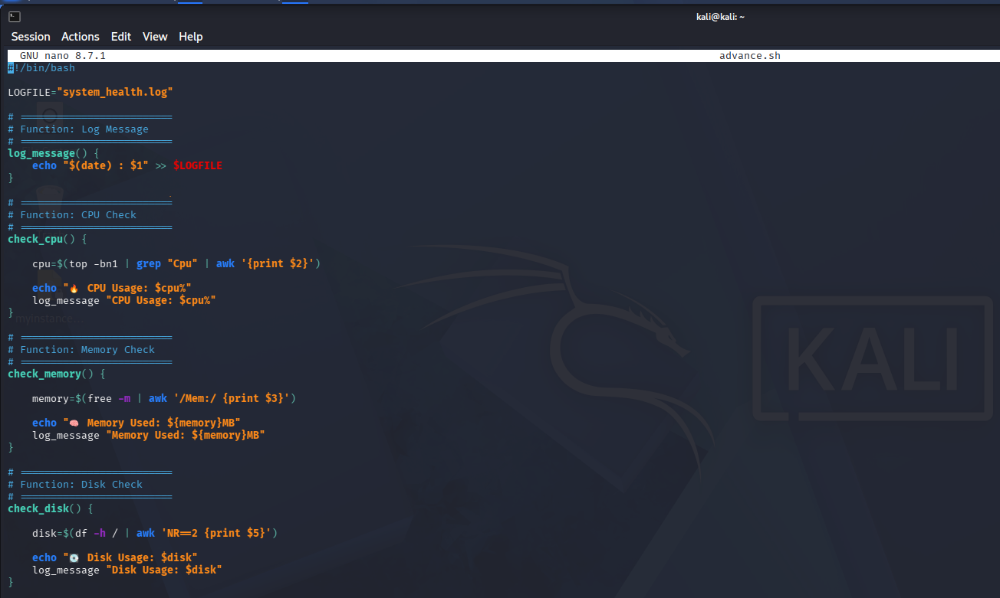 kali@kali: ~
Session Actions Edit View Help
GNU nano 8.7.1 advance.sh
#!/bin/bash
LOGFILE="system_health.log"
# =========================
# Function: Log Message
# =========================
log_message() {
    echo "$(date) : $1" >> $LOGFILE
}
# =========================
# Function: CPU Check
# =========================
check_cpu() {
    cpu=$(top -bn1 | grep "Cpu" | awk '{print $2}')
    echo "🔥 CPU Usage: $cpu%"
    log_message "CPU Usage: $cpu%"
}
myinstance...
# =========================
# Function: Memory Check
# =========================
check_memory() {
    memory=$(free -m | awk '/Mem:/ {print $3}')
    echo "🧠 Memory Used: ${memory}MB"
    log_message "Memory Used: ${memory}MB"
}
# =========================
# Function: Disk Check
# =========================
check_disk() {
    disk=$(df -h / | awk 'NR==2 {print $5}')
    echo "💽 Disk Usage: $disk"
    log_message "Disk Usage: $disk"
}
KALI